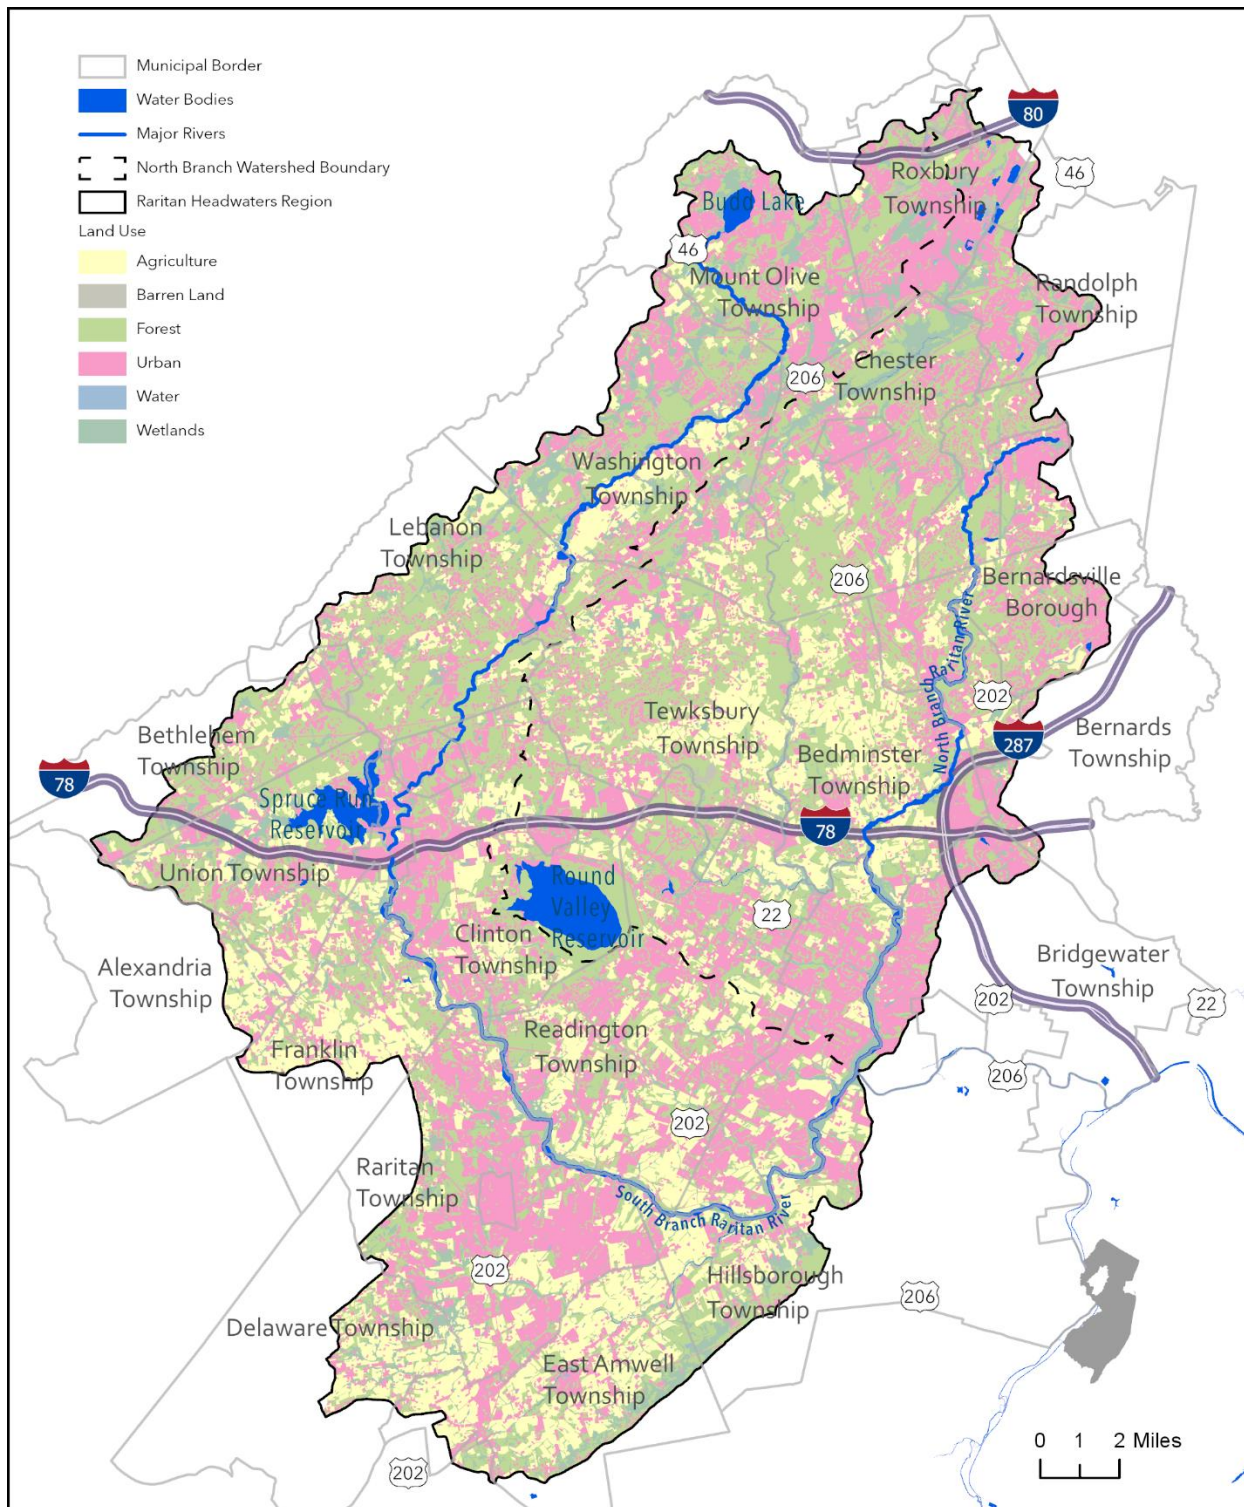 Municipal Border
Water Bodies
Major Rivers
North Branch Watershed Boundary
Raritan Headwaters Region
Land Use
Agriculture
Barren Land
Forest
Urban
Water
Wetlands
80
46
Roxbury
Township
Budd Lake
46
Mount Olive
Township
Randolph
Township
206
Chester
Township
Washington
Township
Lebanon
Township
206
Bernardsville
Borough
North Branch Raritan River
202
Tewksbury
Township
Bethlehem
Township
Bedminster
Township
287
Bernards
Township
78
Spruce Run
Reservoir
78
Union Township
Round
Valley
Reservoir
22
Clinton
Township
Alexandria
Township
Bridgewater
Township
202
22
Readington
Township
Franklin
Township
206
202
Raritan
Township
South Branch Raritan River
202
Hillsborough
Township
206
Delaware Township
East Amwell
Township
202
0 1 2 Miles